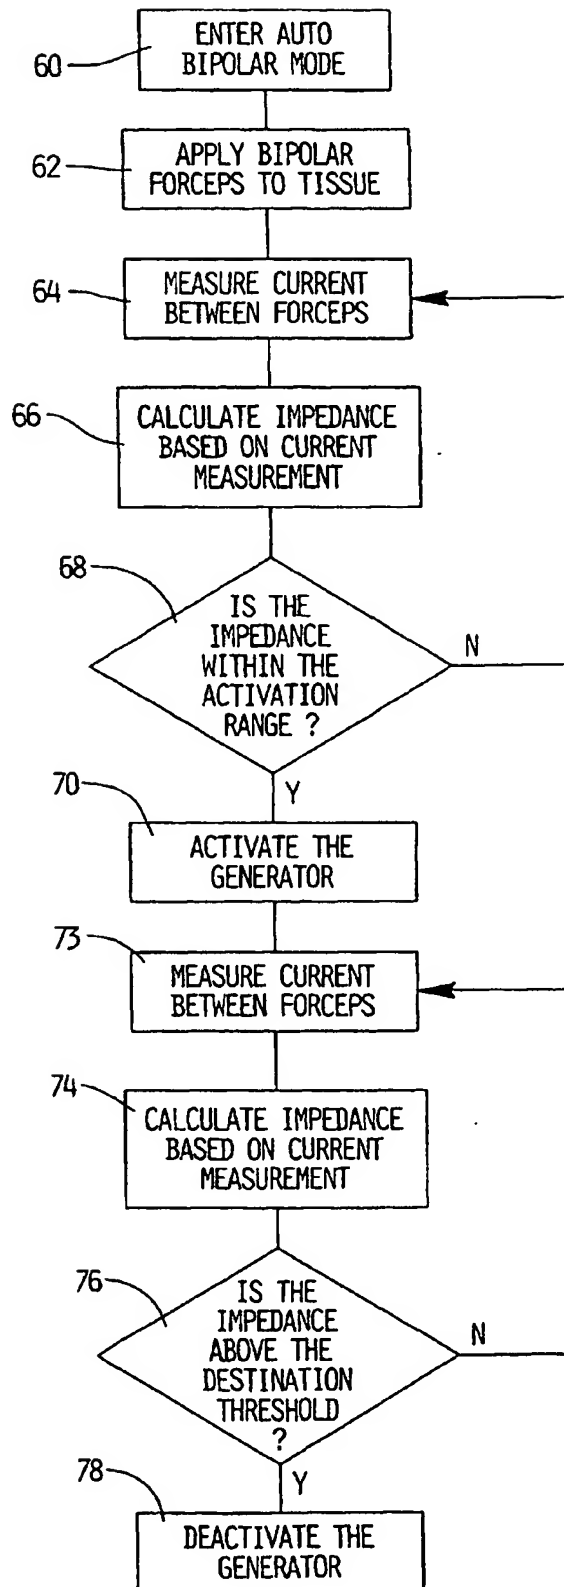 60
ENTER AUTO
BIPOLAR MODE
62
APPLY BIPOLAR
FORCEPS TO TISSUE
64
MEASURE CURRENT
BETWEEN FORCEPS
66
CALCULATE IMPEDANCE
BASED ON CURRENT
MEASUREMENT
68
IS THE
IMPEDANCE
WITHIN THE
ACTIVATION
RANGE ?
N
Y
70
ACTIVATE THE
GENERATOR
73
MEASURE CURRENT
BETWEEN FORCEPS
74
CALCULATE IMPEDANCE
BASED ON CURRENT
MEASUREMENT
76
IS THE
IMPEDANCE
ABOVE THE
DESTINATION
THRESHOLD
?
N
Y
78
DEACTIVATE THE
GENERATOR